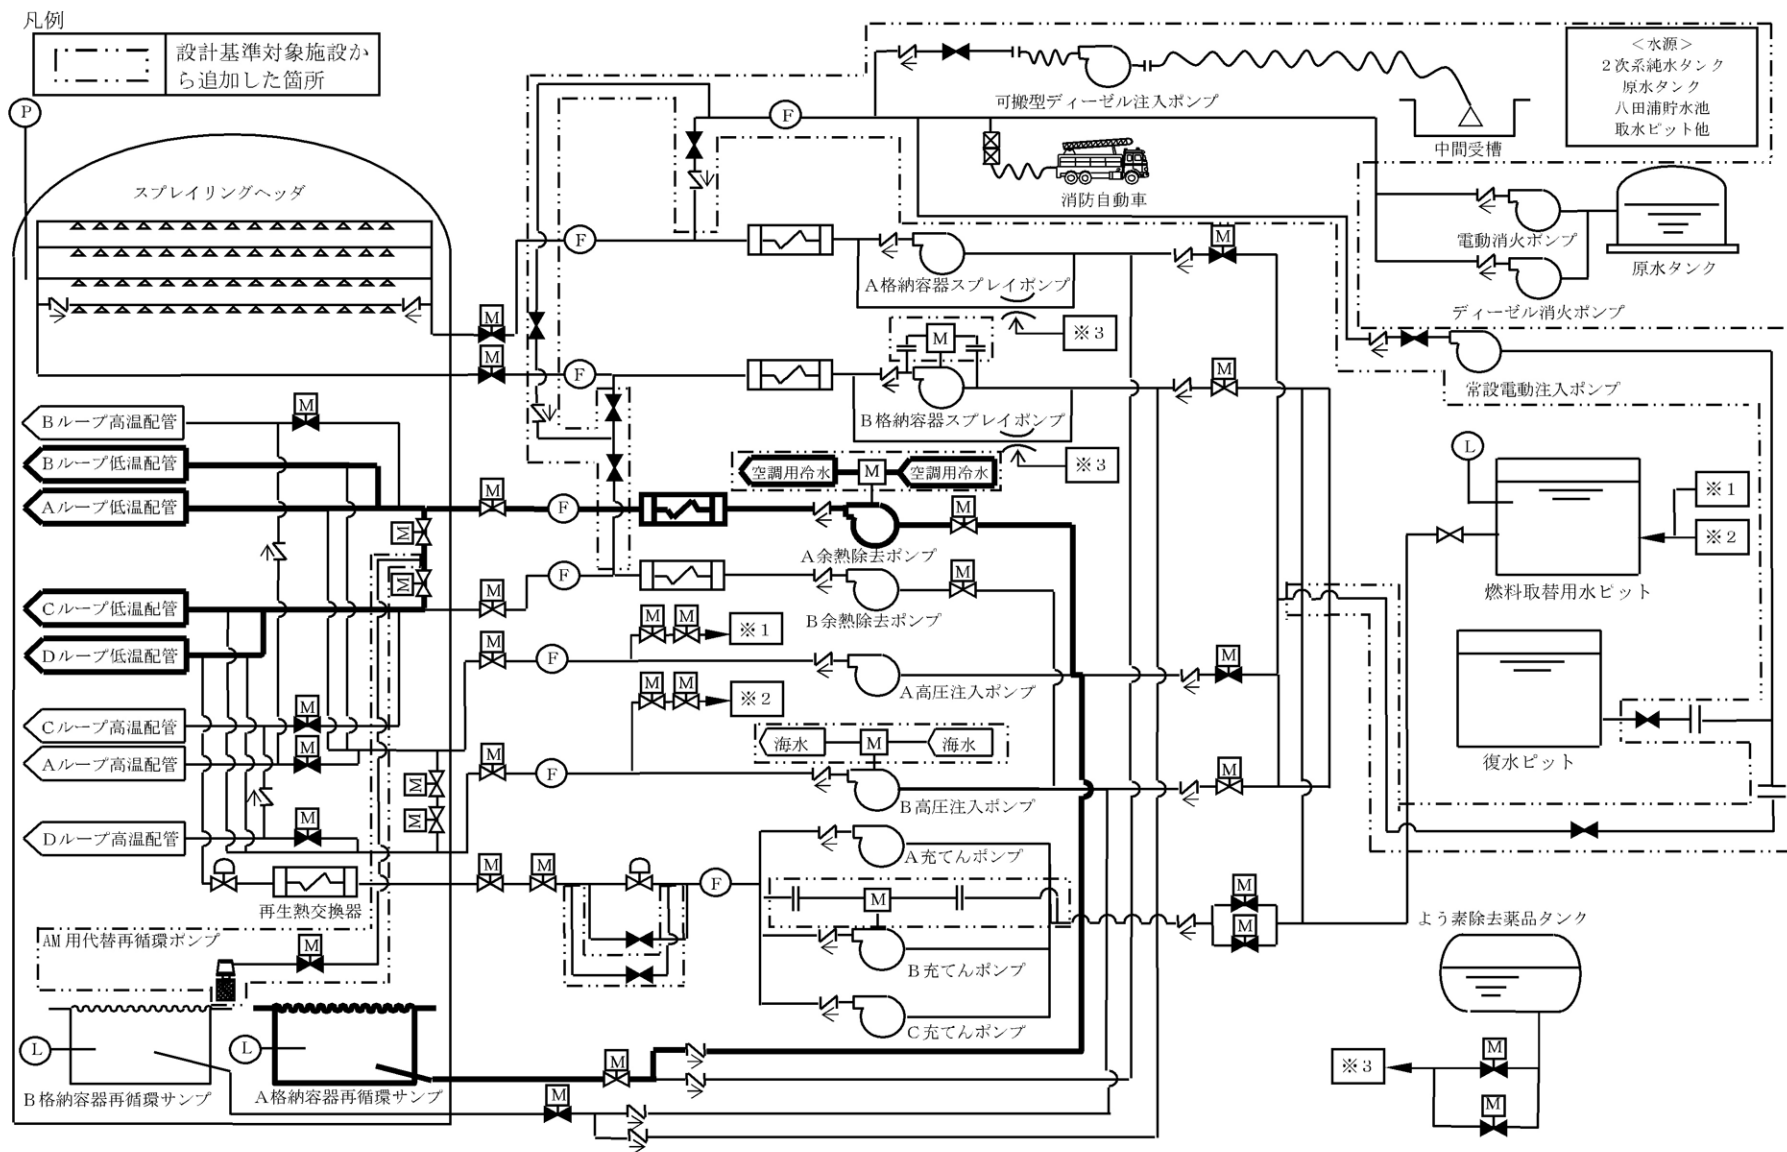 凡例
設計基準対象施設か
ら追加した箇所
P
スプレイリングヘッダ
可搬型ディーゼル注入ポンプ
<水源>
2次系純水タンク
原水タンク
八田浦貯水池
取水ピット他
中間受槽
F
消防自動車
電動消火ポンプ
原水タンク
ディーゼル消火ポンプ
F
M
A格納容器スプレイポンプ
M
※3
M
常設電動注入ポンプ
M
F
M
M
B格納容器スプレイポンプ
※3
Bループ高温配管
M
Bループ低温配管
空調用冷水
M
空調用冷水
L
※1
※2
燃料取替用水ピット
Aループ低温配管
M
M
F
M
A余熱除去ポンプ
M
F
M
B余熱除去ポンプ
Cループ低温配管
M
M
M
※1
Dループ低温配管
M
F
A高圧注入ポンプ
M
M
M
※2
Cループ高温配管
M
海水
M
海水
復水ピット
Aループ高温配管
M
M
M
M
F
B高圧注入ポンプ
M
Dループ高温配管
M
A充てんポンプ
再生熱交換器
M
M
F
M
M
M
B充てんポンプ
C充てんポンプ
よう素除去薬品タンク
AM用代替再循環ポンプ
M
L
L
B格納容器再循環サンプ
A格納容器再循環サンプ
M
M
※3
M
M